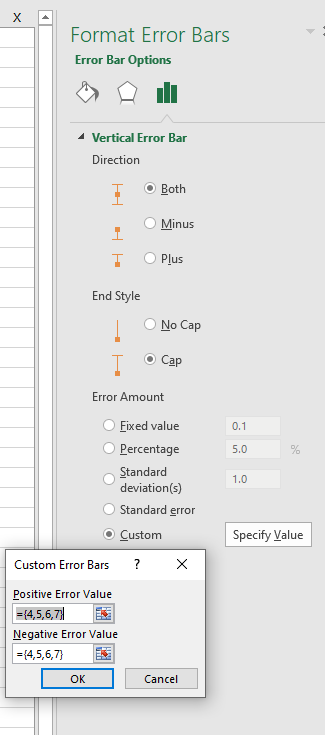 X
Format Error Bars
Error Bar Options
Vertical Error Bar
Direction
Both
Minus
Plus
End Style
No Cap
Cap
Error Amount
Fixed value 0.1
Percentage 5.0 %
Standard
deviation(s) 1.0
Standard error
Custom Specify Value
Custom Error Bars ? ×
Positive Error Value
={4,5,6,7}
Negative Error Value
={4,5,6,7}
OK Cancel